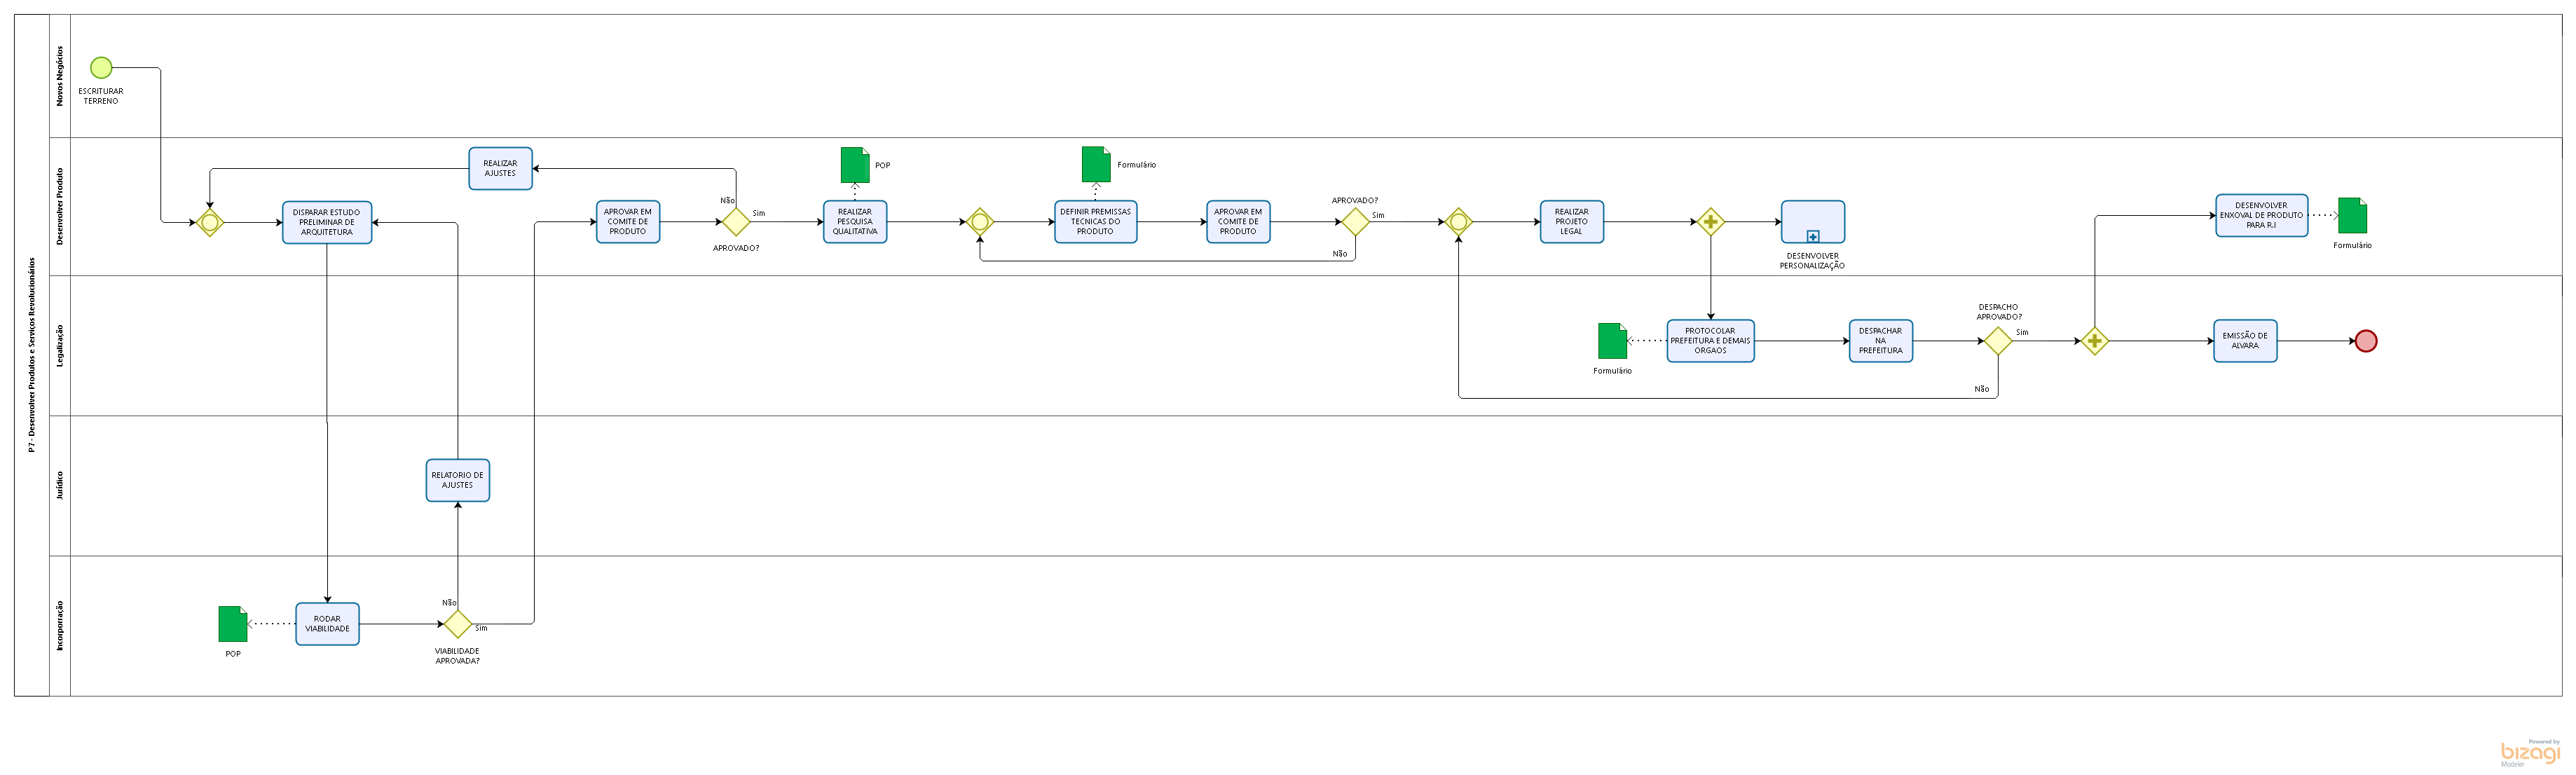 P7 - Desenvolver Produtos e Serviços Revolucionários
Novos Negócios
ESCRITURAR
TERRENO
Desenvolver Produto
DISPARAR ESTUDO
PRELIMINAR DE
ARQUITETURA
REALIZAR
AJUSTES
APROVAR EM
COMITE DE
PRODUTO
Não
Sim
APROVADO?
POP
REALIZAR
PESQUISA
QUALITATIVA
Formulário
DEFINIR PREMISSAS
TECNICAS DO
PRODUTO
APROVAR EM
COMITE DE
PRODUTO
APROVADO?
Sim
Não
REALIZAR
PROJETO
LEGAL
DESENVOLVER
PERSONALIZAÇÃO
DESENVOLVER
ENXOVAL DE PRODUTO
PARA R.I
Formulário
Legalização
Formulário
PROTOCOLAR
PREFEITURA E DEMAIS
ORGAOS
DESPACHAR
NA
PREFEITURA
DESPACHO
APROVADO?
Sim
Não
EMISSÃO DE
ALVARA
Jurídico
RELATORIO DE
AJUSTES
Incorporração
POP
RODAR
VIABILIDADE
Não
Sim
VIABILIDADE
APROVADA?
Powered by
bizagi
Modeler